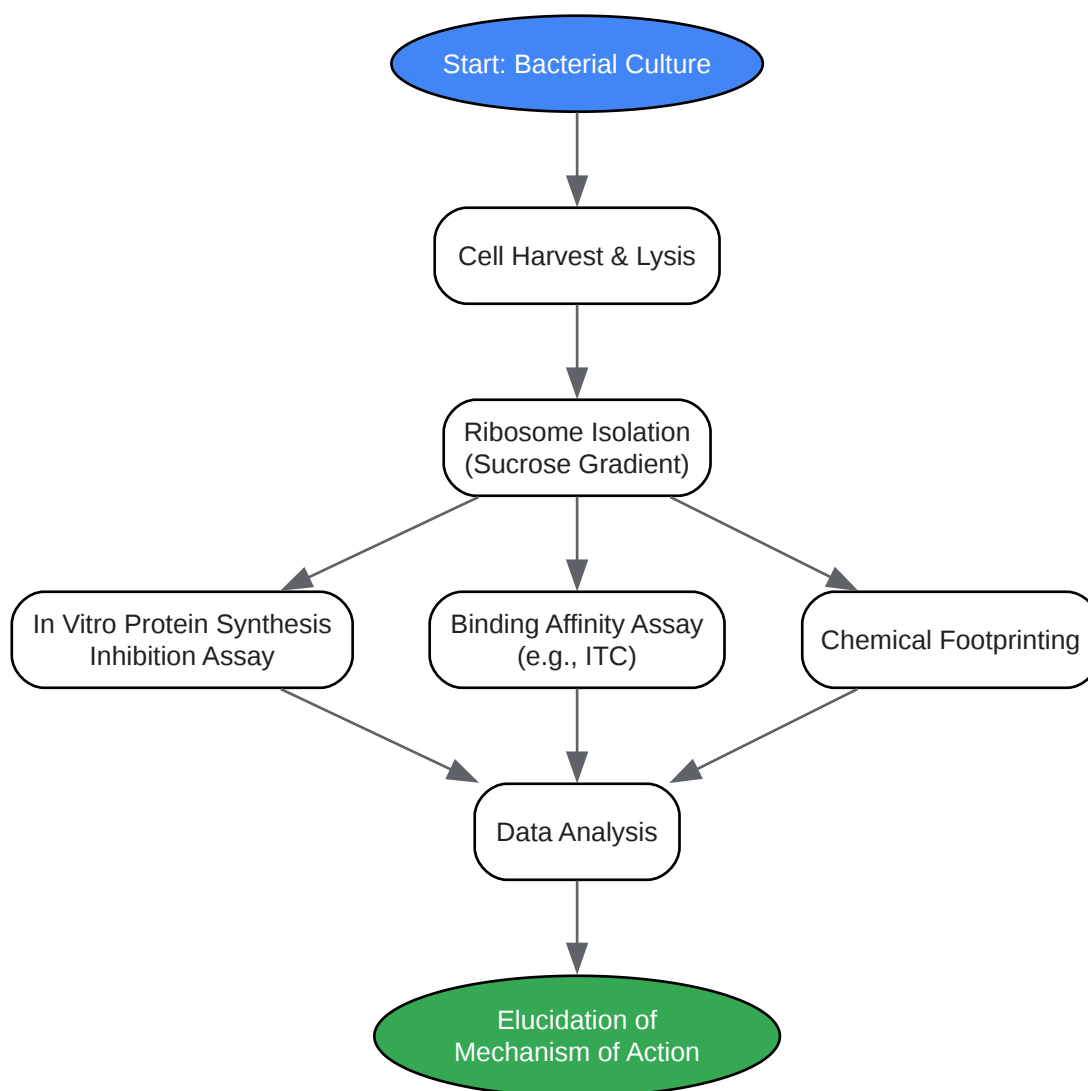 Start: Bacterial Culture
Cell Harvest & Lysis
Ribosome Isolation
(Sucrose Gradient)
In Vitro Protein Synthesis
Inhibition Assay
Binding Affinity Assay
(e.g., ITC)
Chemical Footprinting
Data Analysis
Elucidation of
Mechanism of Action